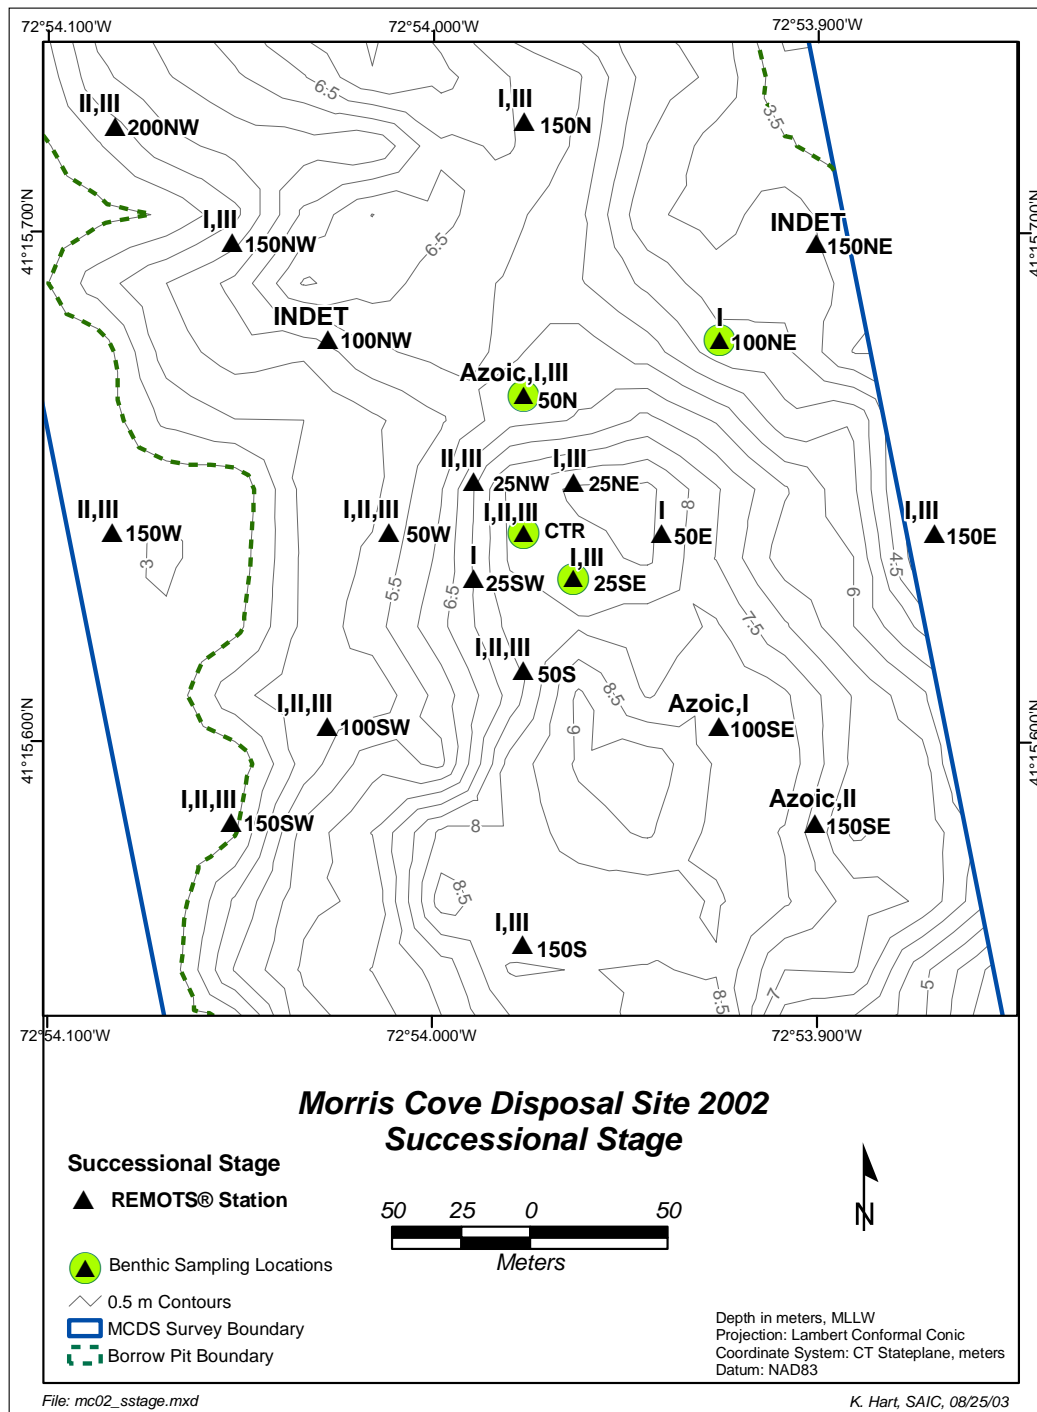 72°54.100'W 72°54.000'W 72°53.900'W
6.5
II,III
200NW
I,III
150N
3.5
41°15.700'N
I,III
150NW
6.5
INDET
150NE
41°15.700'N
INDET
100NW
I
100NE
Azoic,I,III
50N
II,III
25NW
I,III
25NE
8
II,III
150W
I,II,III
50W
I,II,III
CTR
I
50E
I,III
150E
3
5.5
6.5
I
25SW
I,III
25SE
4.5
6
7.5
I,II,III
50S
8.5
I,II,III
100SW
9
Azoic,I
100SE
41°15.600'N
41°15.600'N
I,II,III
150SW
8
Azoic,II
150SE
8.5
I,III
150S
8.5
7
5
72°54.100'W 72°54.000'W 72°53.900'W
Morris Cove Disposal Site 2002
Successional Stage
Successional Stage
REMOTS® Station
50 25 0 50
Meters
N
Benthic Sampling Locations
0.5 m Contours
MCDS Survey Boundary
Borrow Pit Boundary
Depth in meters, MLLW
Projection: Lambert Conformal Conic
Coordinate System: CT Stateplane, meters
Datum: NAD83
File: mc02_sstage.mxd
K. Hart, SAIC, 08/25/03